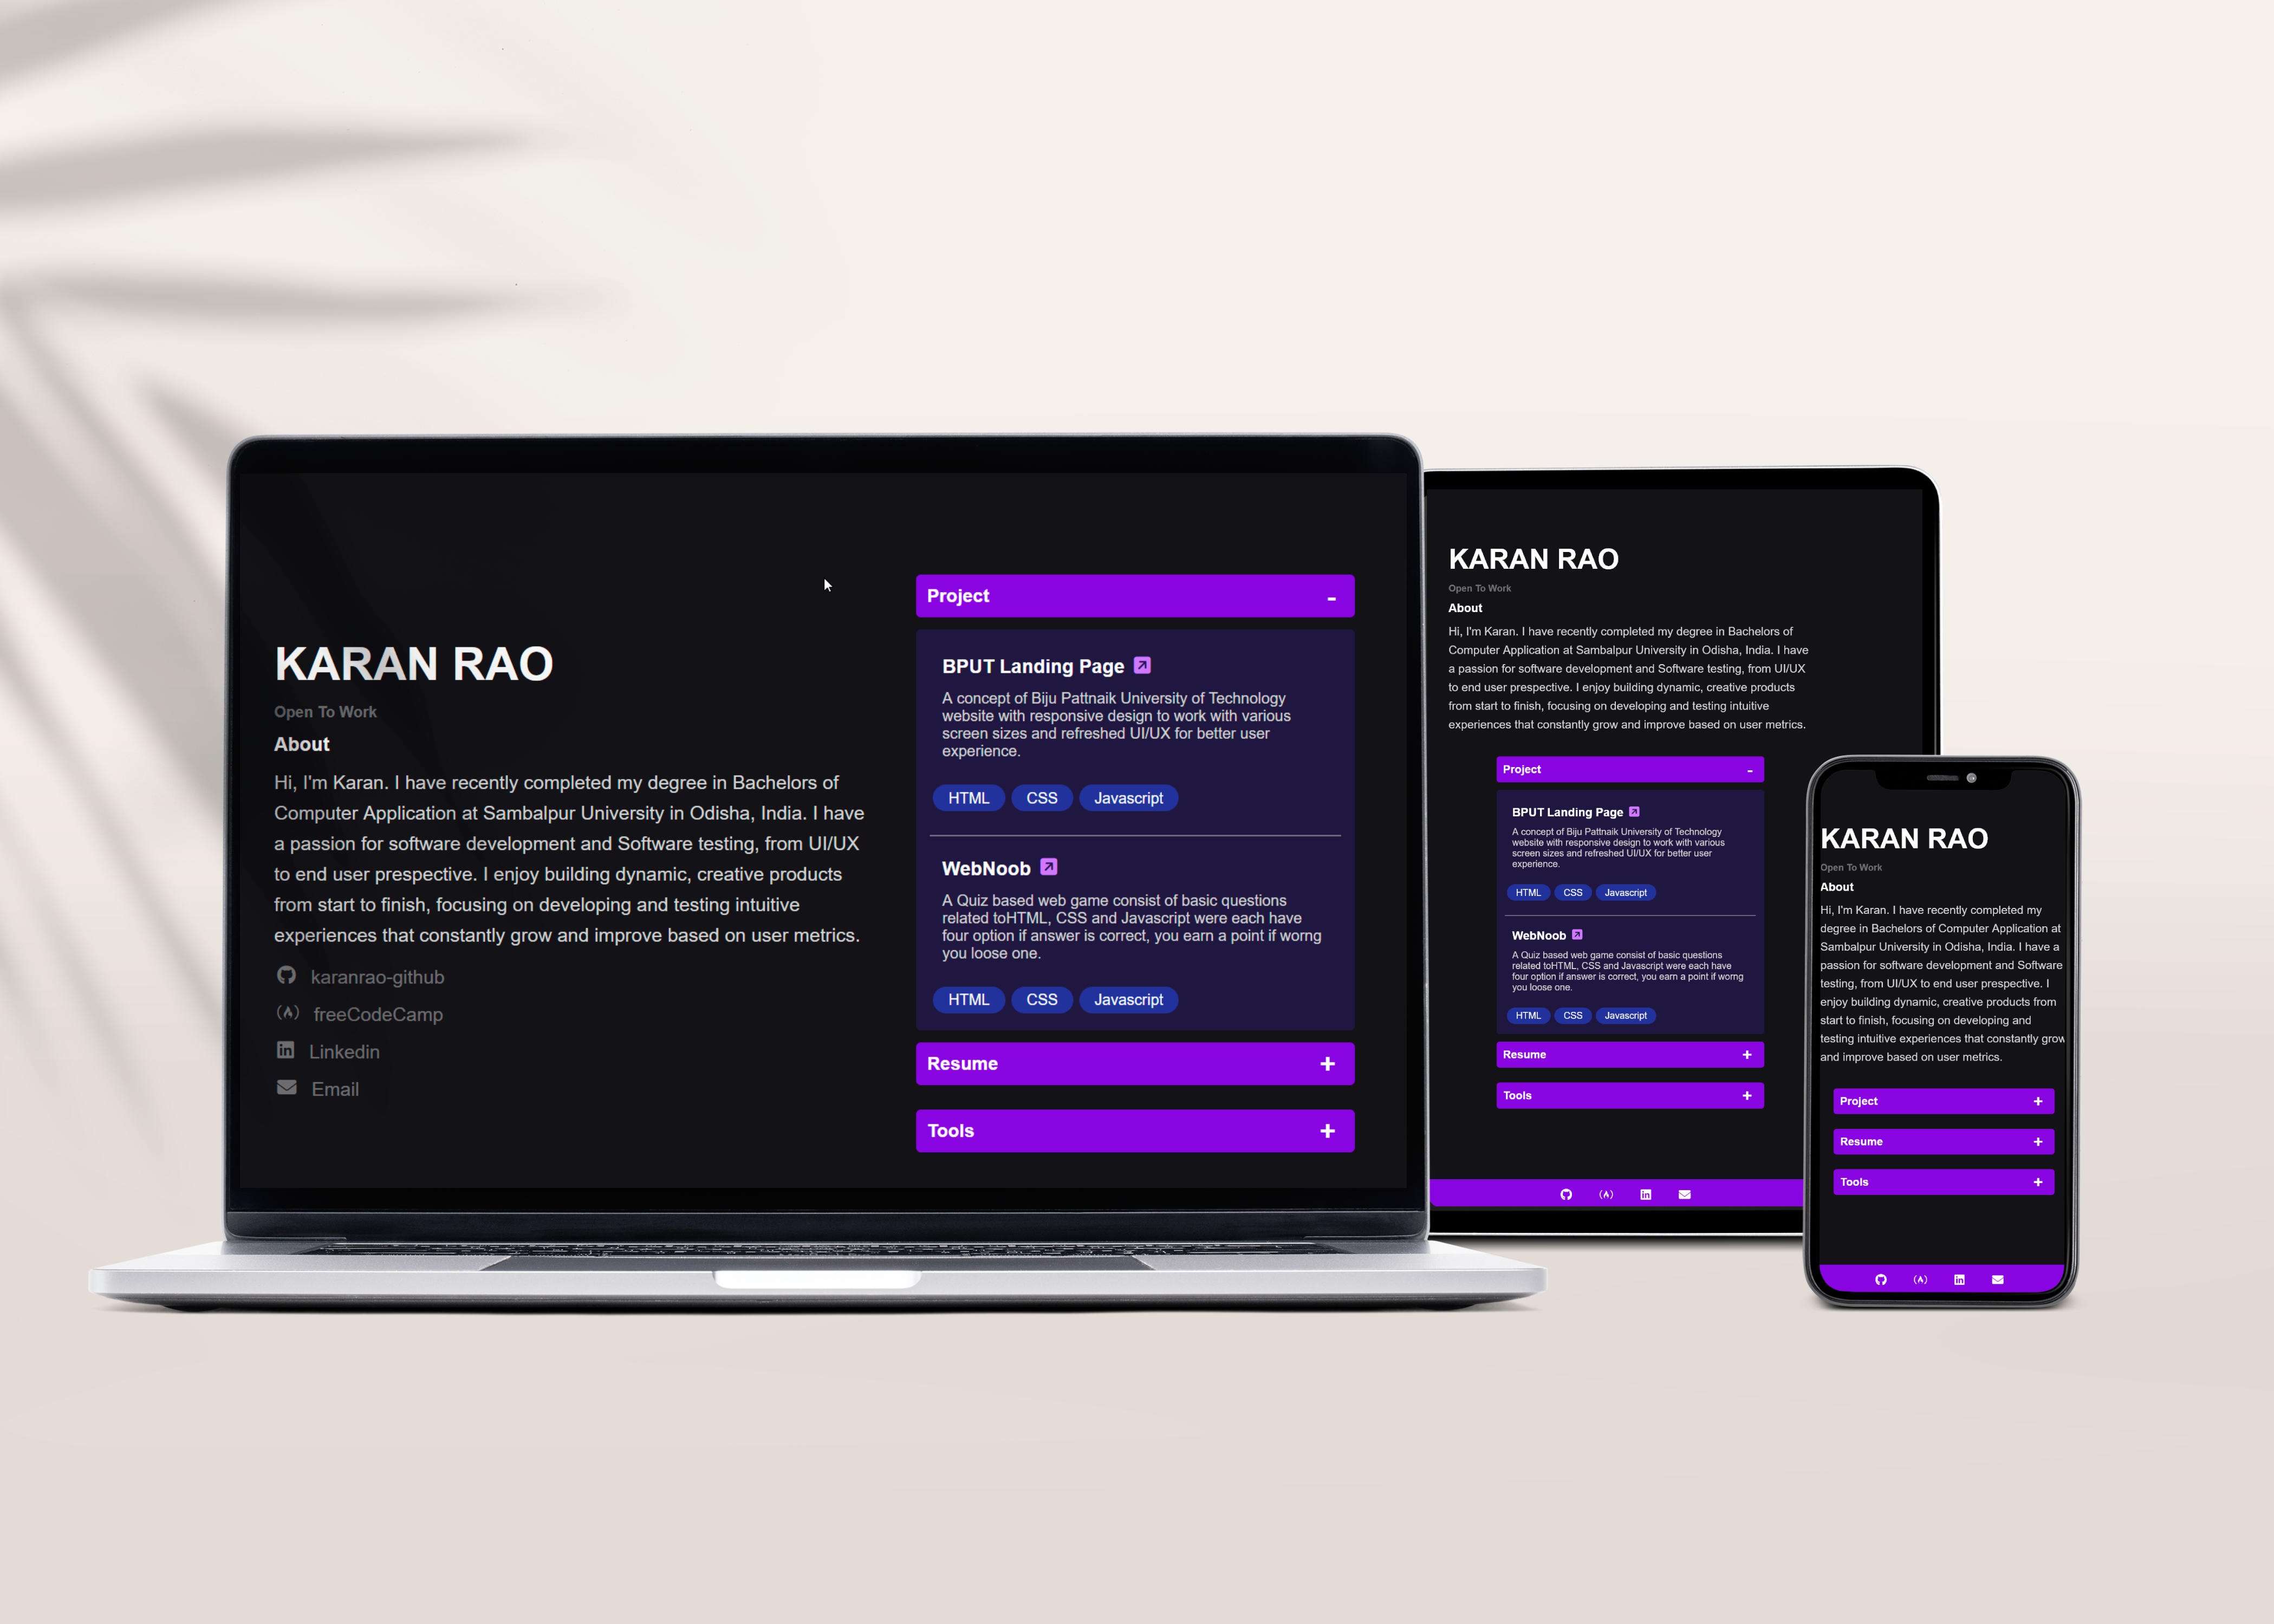 KARAN RAO
Open To Work
About
Hi, I'm Karan. I have recently completed my degree in Bachelors of
Computer Application at Sambalpur University in Odisha, India. I have
a passion for software development and Software testing, from UI/UX
to end user prespective. I enjoy building dynamic, creative products
from start to finish, focusing on developing and testing intuitive
experiences that constantly grow and improve based on user metrics.
karanrao-github
freeCodeCamp
Linkedin
Email
Project -
BPUT Landing Page
A concept of Biju Pattnaik University of Technology
website with responsive design to work with various
screen sizes and refreshed UI/UX for better user
experience.
HTML CSS Javascript
WebNoob
A Quiz based web game consist of basic questions
related toHTML, CSS and Javascript were each have
four option if answer is correct, you earn a point if worng
you loose one.
HTML CSS Javascript
Resume +
Tools +
KARAN RAO
Open To Work
About
Hi, I'm Karan. I have recently completed my degree in Bachelors of
Computer Application at Sambalpur University in Odisha, India. I have
a passion for software development and Software testing, from UI/UX
to end user prespective. I enjoy building dynamic, creative products
from start to finish, focusing on developing and testing intuitive
experiences that constantly grow and improve based on user metrics.
Project -
BPUT Landing Page
A concept of Biju Pattnaik University of Technology
website with responsive design to work with various
screen sizes and refreshed UI/UX for better user
experience.
HTML CSS Javascript
WebNoob
A Quiz based web game consist of basic questions
related toHTML, CSS and Javascript were each have
four option if answer is correct, you earn a point if worng
you loose one.
HTML CSS Javascript
Resume +
Tools +
KARAN RAO
Open To Work
About
Hi, I'm Karan. I have recently completed my
degree in Bachelors of Computer Application at
Sambalpur University in Odisha, India. I have a
passion for software development and Software
testing, from UI/UX to end user prespective. I
enjoy building dynamic, creative products from
start to finish, focusing on developing and
testing intuitive experiences that constantly grow
and improve based on user metrics.
Project +
Resume +
Tools +